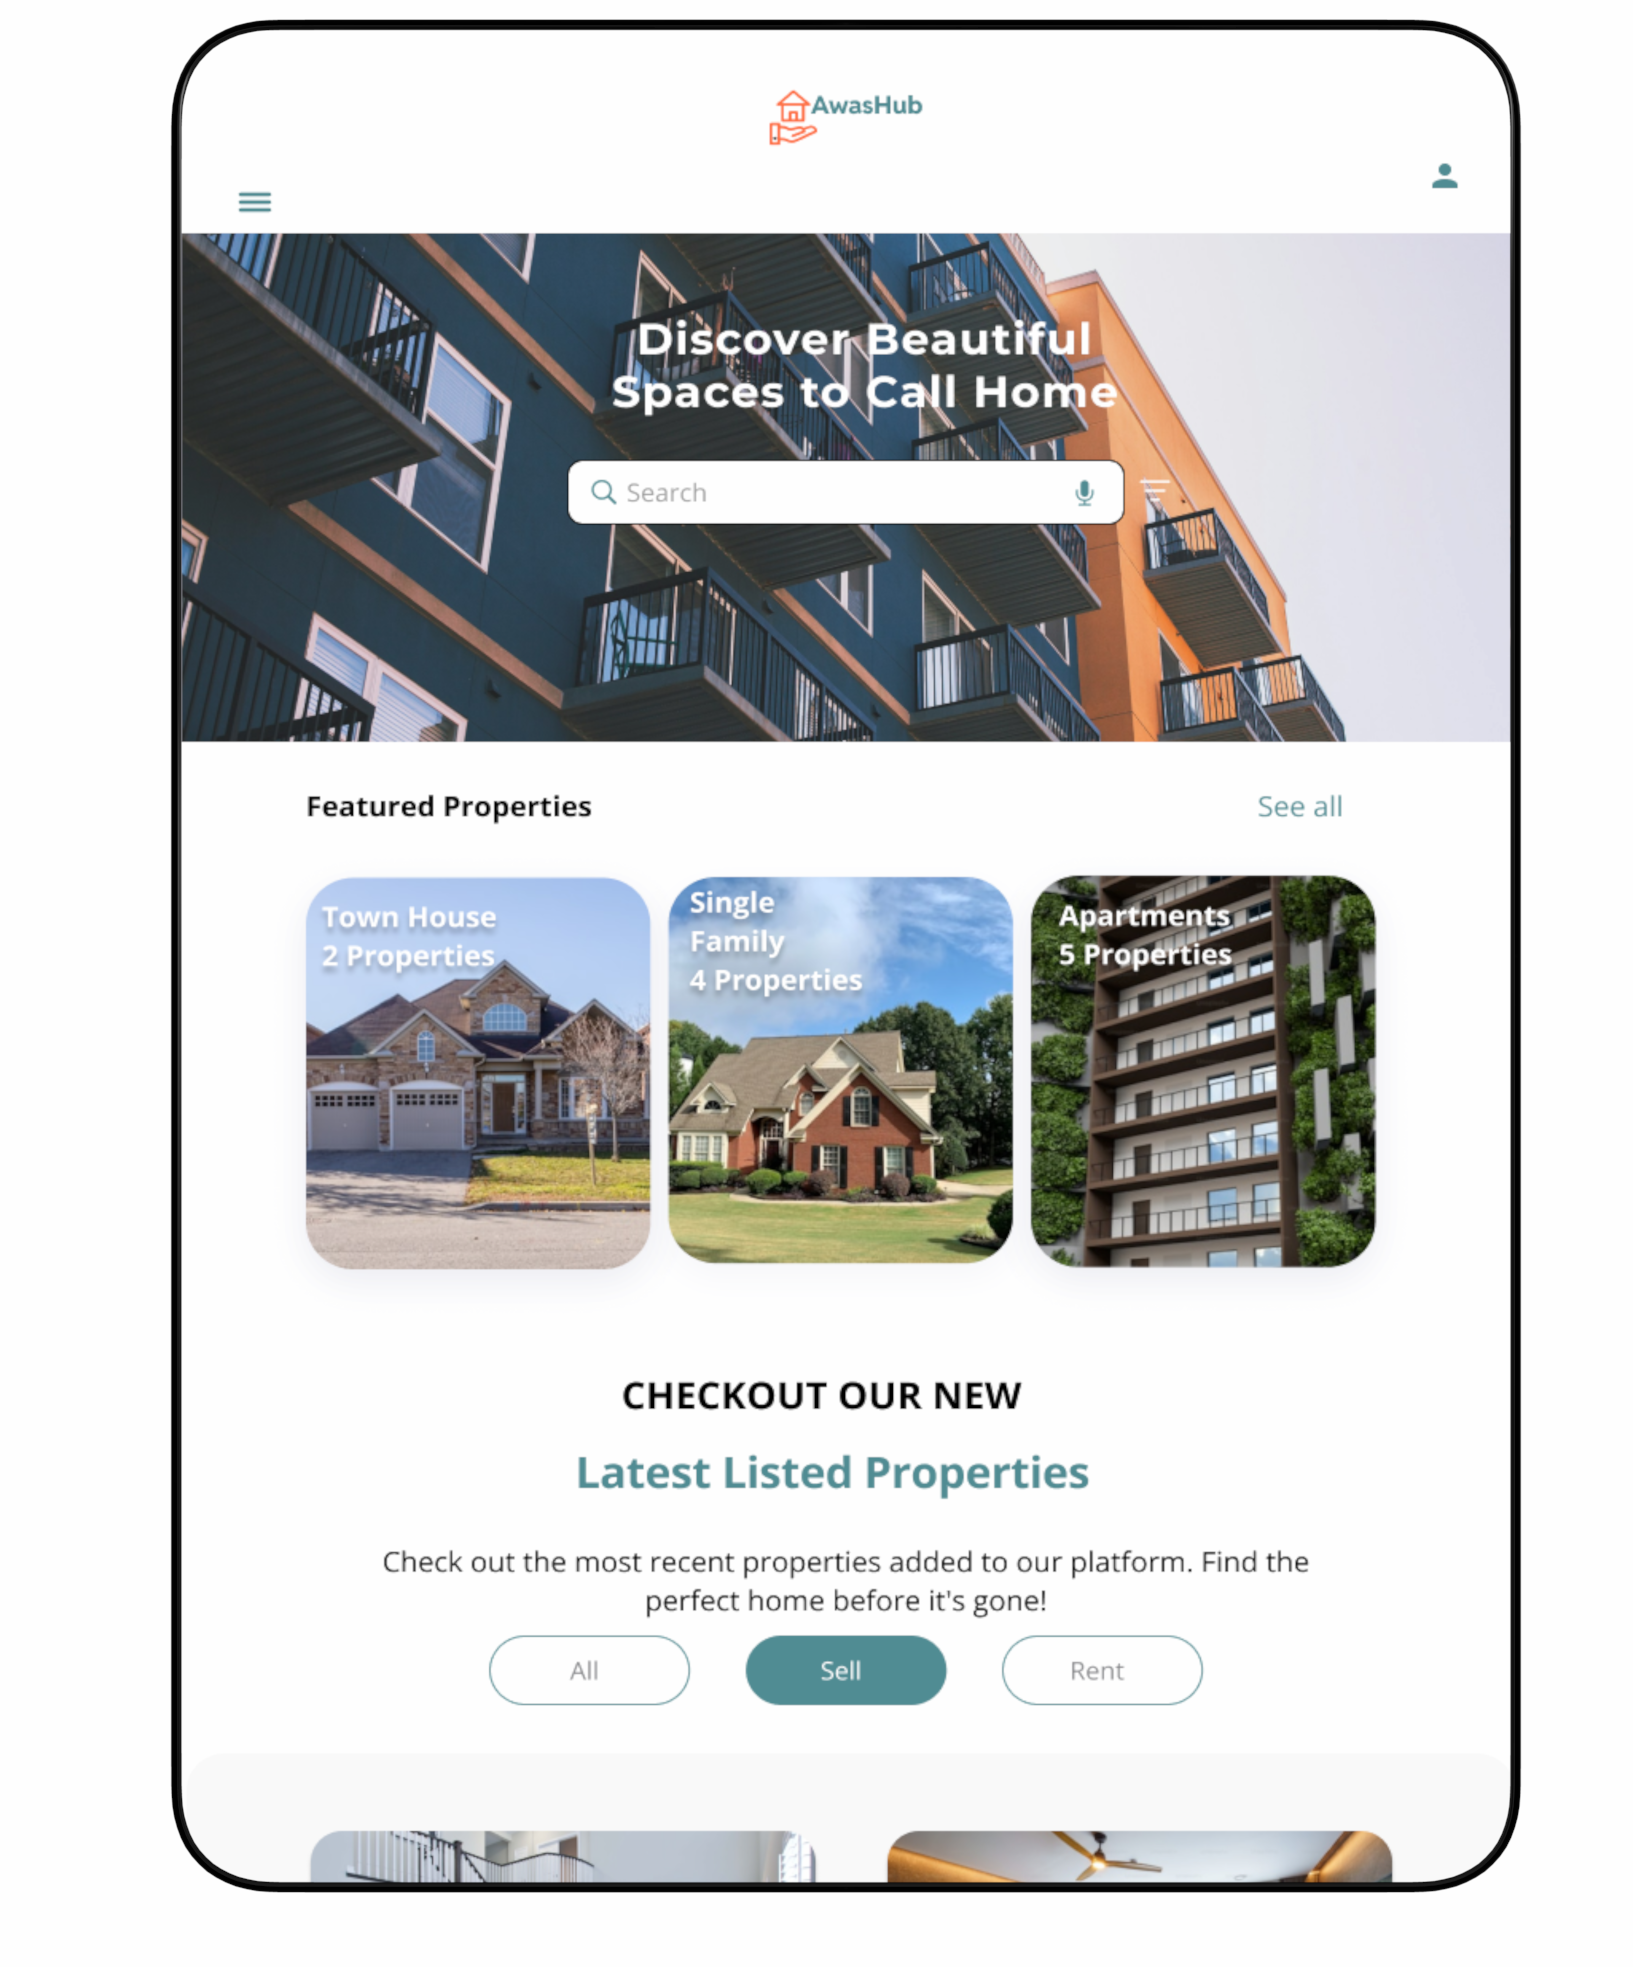 AwasHub
Discover Beautiful
Spaces to Call Home
Search
Featured Properties
See all
Town House
2 Properties
Single
Family
4 Properties
Apartments
5 Properties
CHECKOUT OUR NEW
Latest Listed Properties
Check out the most recent properties added to our platform. Find the
perfect home before it's gone!
All
Sell
Rent